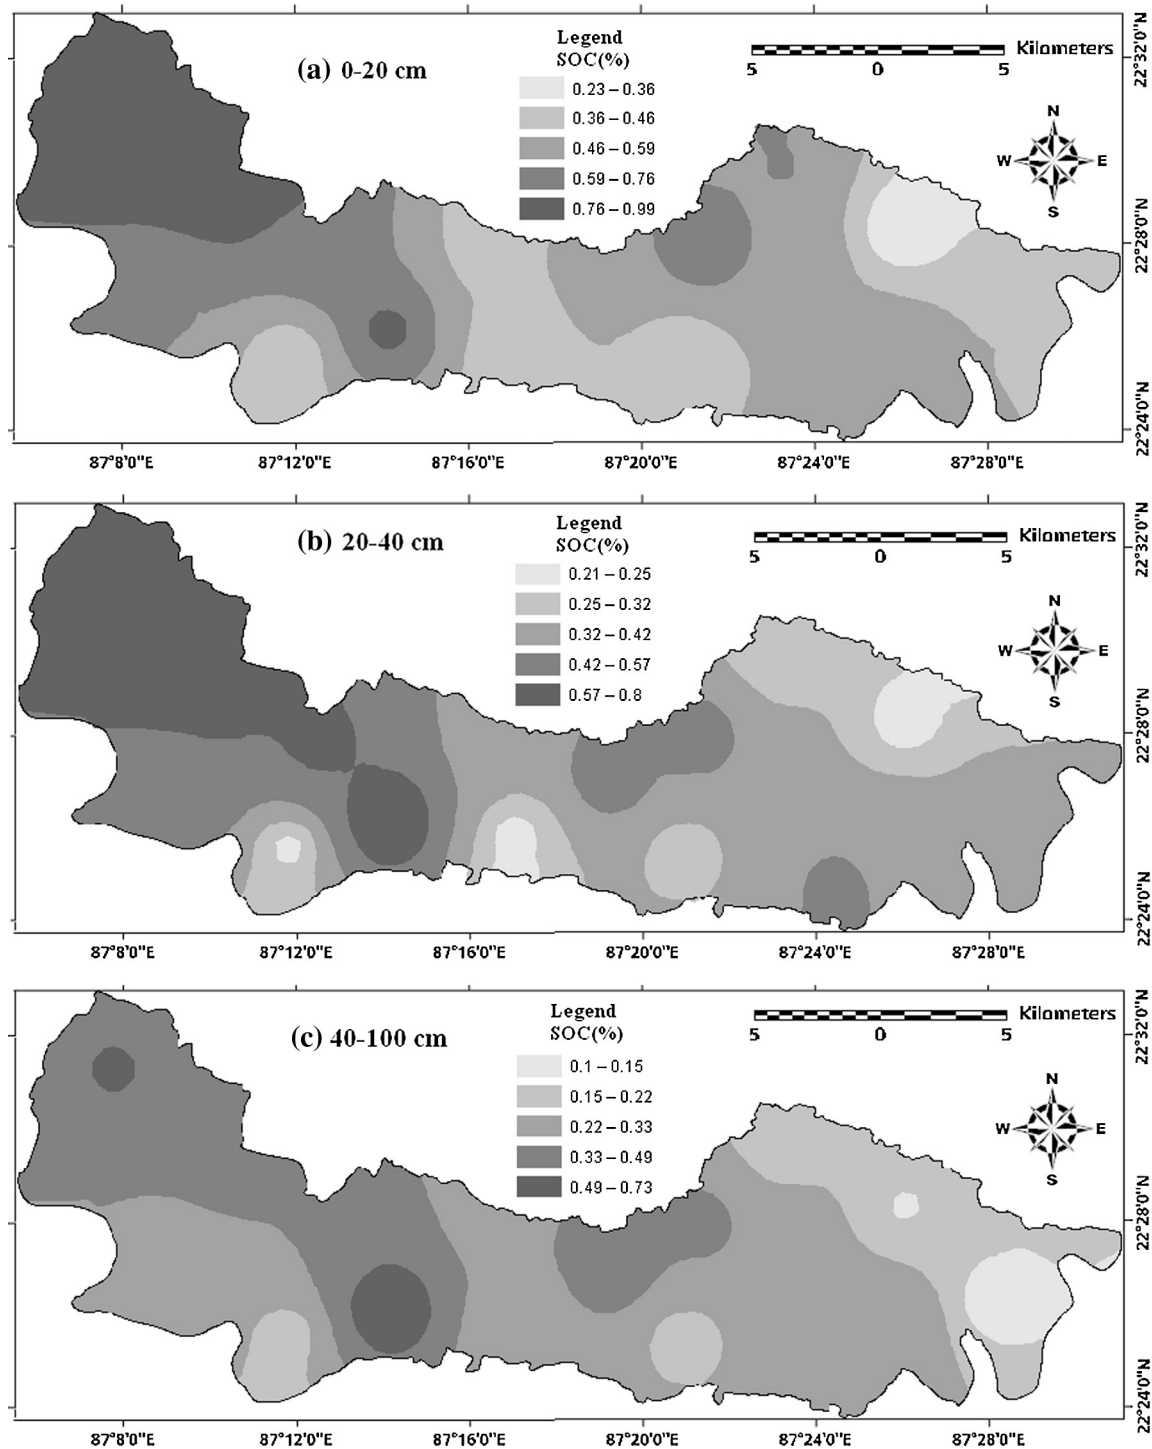 (a) 0-20 cm
Legend
SOC(%)
0.23 – 0.36
0.36 – 0.46
0.46 – 0.59
0.59 – 0.76
0.76 – 0.99
Kilometers
5 0 5
N
W E
S
22°32'0"N
22°28'0"N
22°24'0"N
87°8'0"E 87°12'0"E 87°16'0"E 87°20'0"E 87°24'0"E 87°28'0"E
(b) 20-40 cm
Legend
SOC(%)
0.21 – 0.25
0.25 – 0.32
0.32 – 0.42
0.42 – 0.57
0.57 – 0.8
Kilometers
5 0 5
N
W E
S
22°32'0"N
22°28'0"N
22°24'0"N
87°8'0"E 87°12'0"E 87°16'0"E 87°20'0"E 87°24'0"E 87°28'0"E
(c) 40-100 cm
Legend
SOC(%)
0.1 – 0.15
0.15 – 0.22
0.22 – 0.33
0.33 – 0.49
0.49 – 0.73
Kilometers
5 0 5
N
W E
S
22°32'0"N
22°28'0"N
22°24'0"N
87°8'0"E 87°12'0"E 87°16'0"E 87°20'0"E 87°24'0"E 87°28'0"E